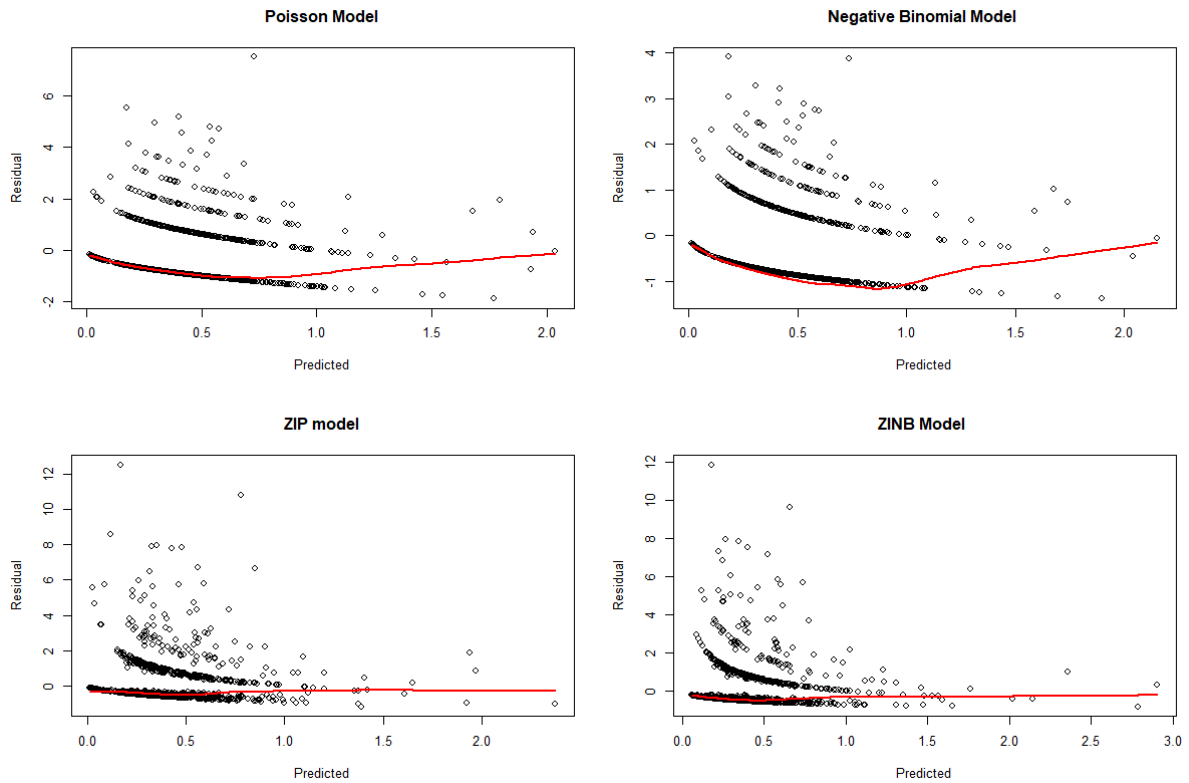 Poisson Model
Residual
6
4
2
0
-2
0.0 0.5 1.0 1.5 2.0
Predicted
Negative Binomial Model
Residual
4
3
2
1
0
-1
0.0 0.5 1.0 1.5 2.0
Predicted
ZIP model
Residual
12
10
8
6
4
2
0
0.0 0.5 1.0 1.5 2.0
Predicted
ZINB Model
Residual
12
10
8
6
4
2
0
0.0 0.5 1.0 1.5 2.0 2.5 3.0
Predicted